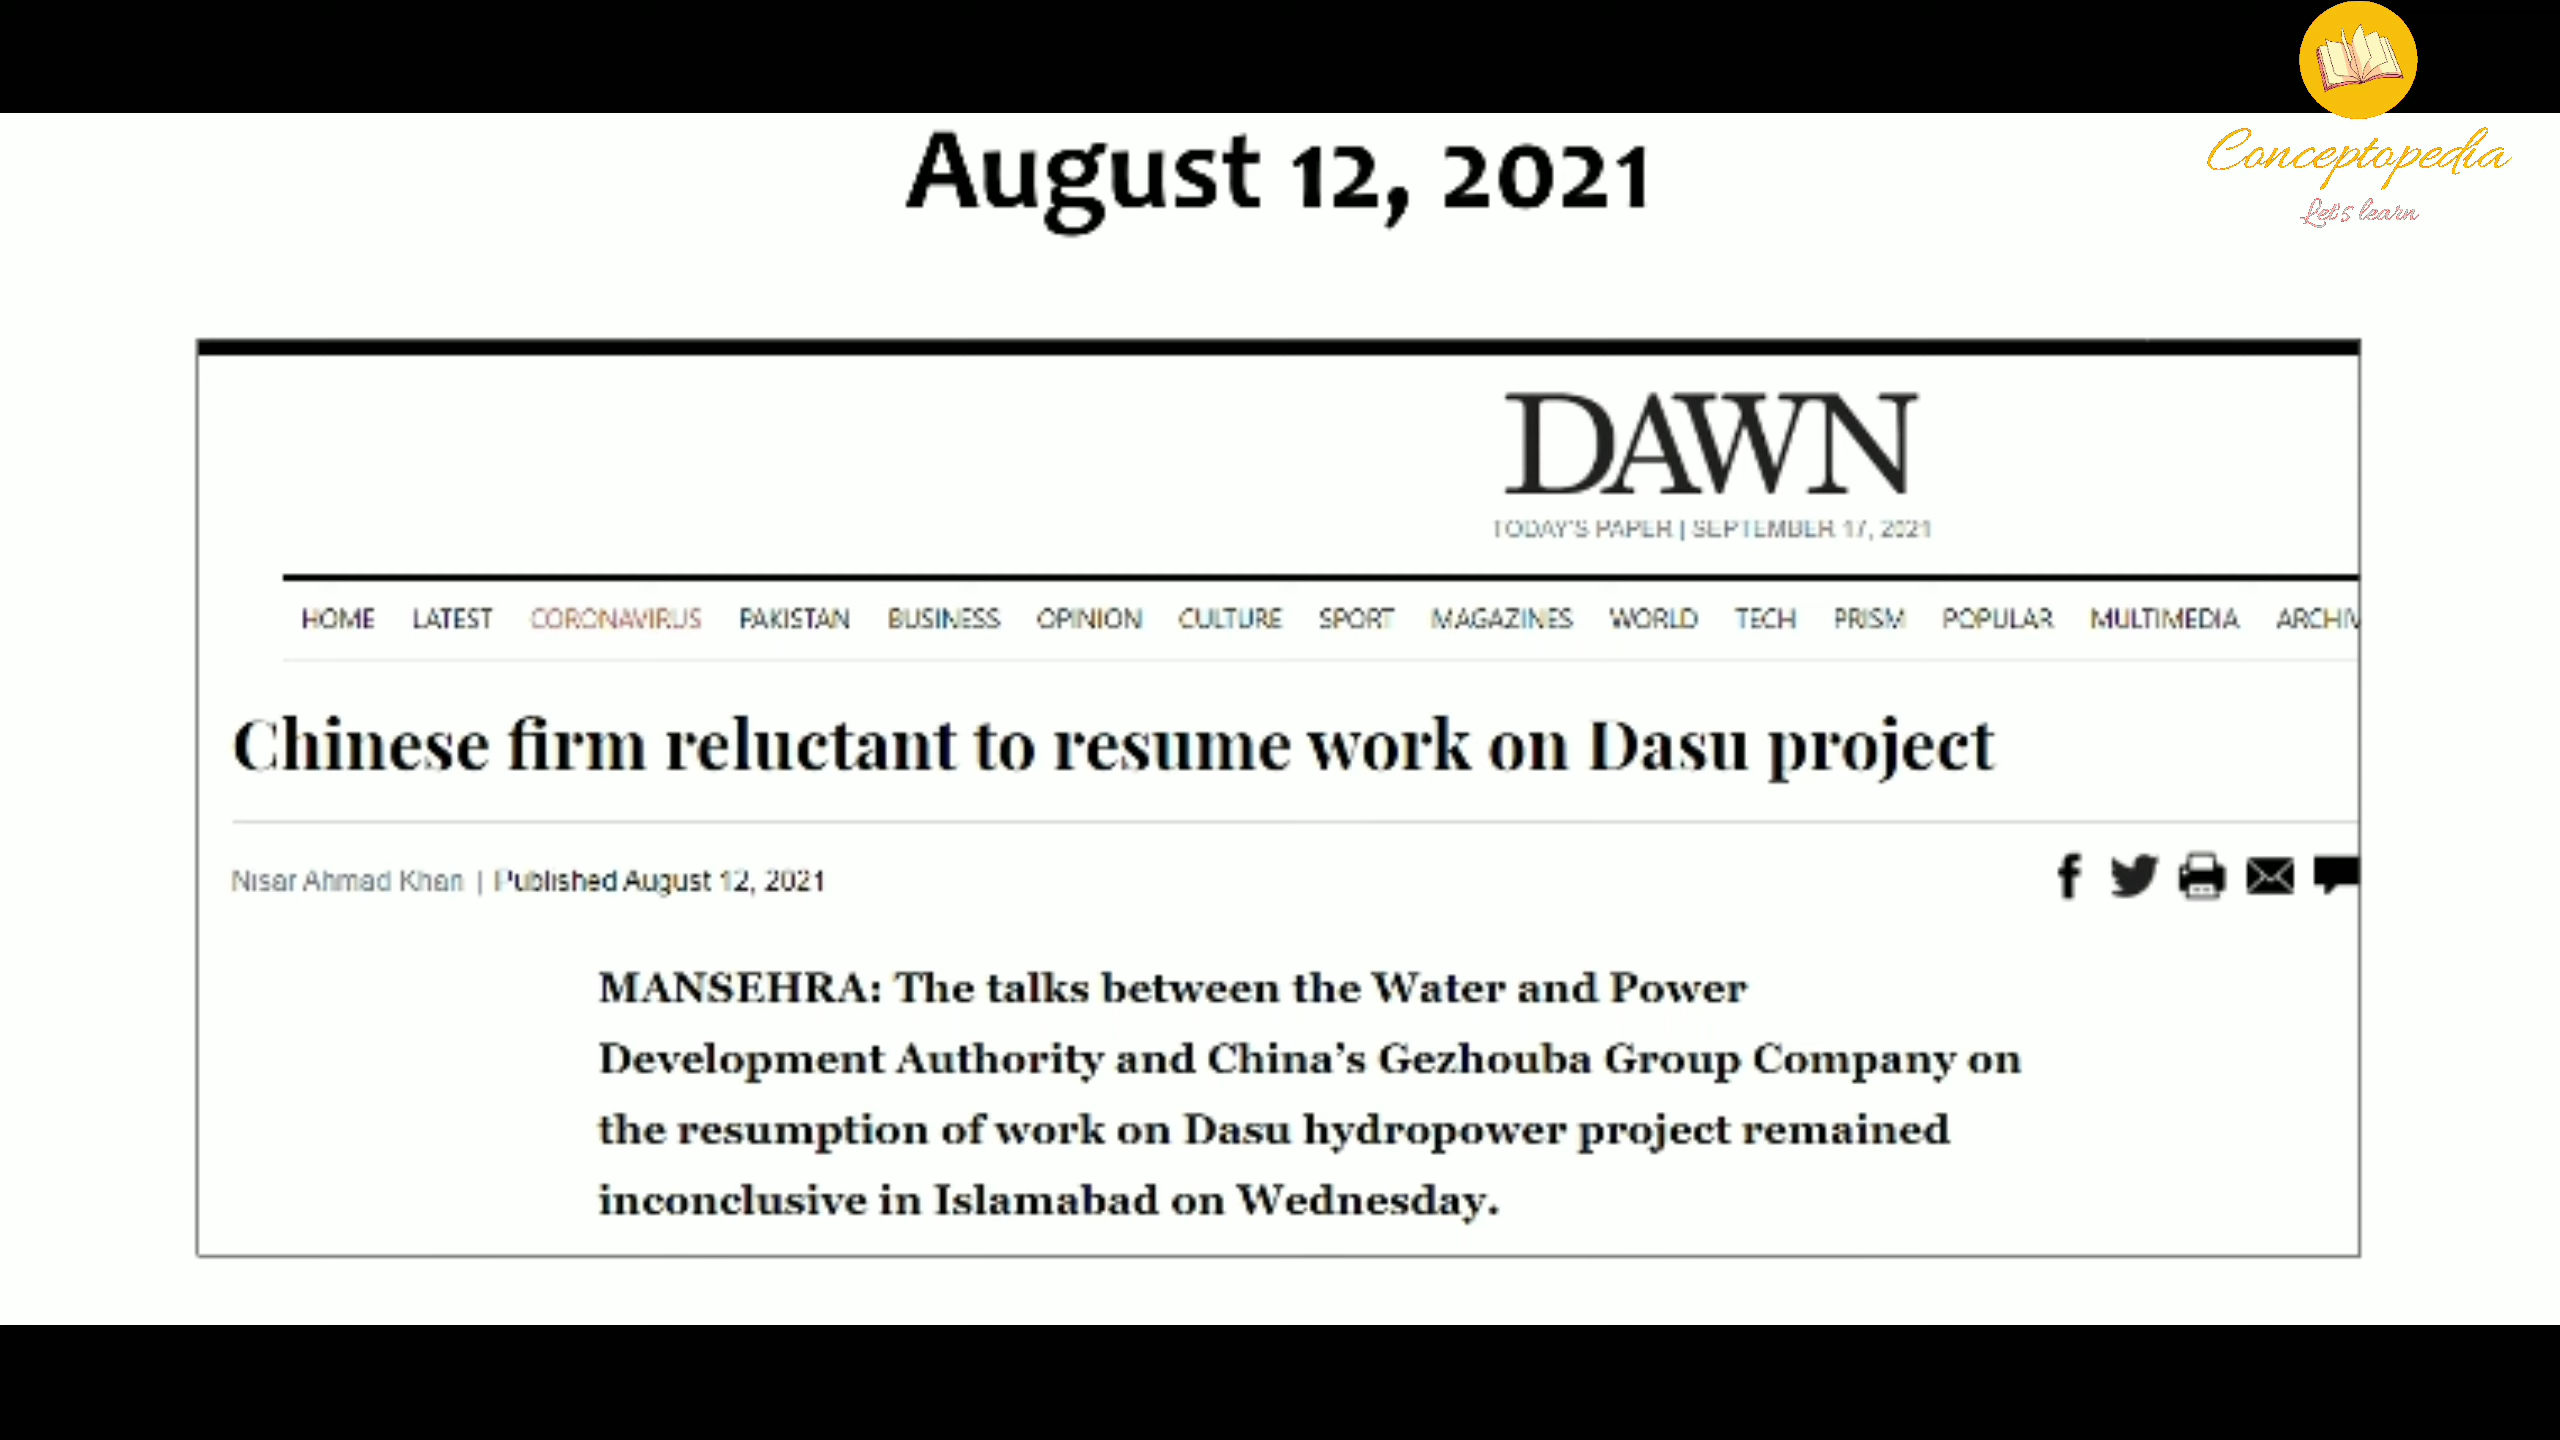 Conceptopedia
Let's learn
August 12, 2021
DAWN
TODAY'S PAPER | SEPTEMBER 17, 2021
HOME LATEST CORONAVIRUS PAKISTAN BUSINESS OPINION CULTURE SPORT MAGAZINES WORLD TECH PRISM POPULAR MULTIMEDIA ARCHIV
Chinese firm reluctant to resume work on Dasu project
Nisar Ahmad Khan | Published August 12, 2021
MANSEHRA: The talks between the Water and Power
Development Authority and China's Gezhouba Group Company on
the resumption of work on Dasu hydropower project remained
inconclusive in Islamabad on Wednesday.